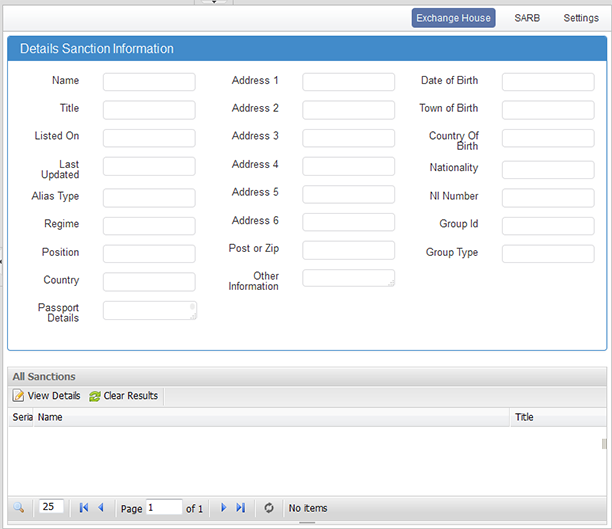 Exchange House SARB Settings
Details Sanction Information
Name
Title
Listed On
Last
Updated
Alias Type
Regime
Position
Country
Passport
Details
Address 1
Address 2
Address 3
Address 4
Address 5
Address 6
Post or Zip
Other
Information
Date of Birth
Town of Birth
Country Of
Birth
Nationality
NI Number
Group Id
Group Type
All Sanctions
View Details Clear Results
Seria Name Title
25 Page 1 of 1 No items